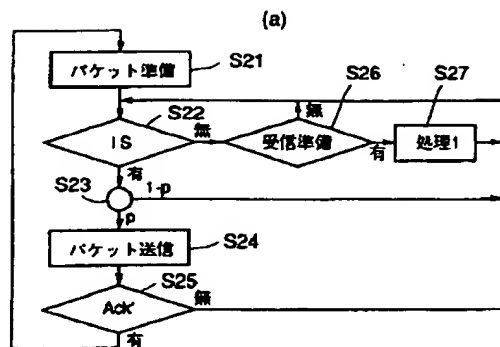 (a)
パケット準備
S21
S22
IS
無
有
S26
無
受信準備
有
S27
処理1
S23
1-p
p
パケット送信
S24
S25
Ack'
無
有